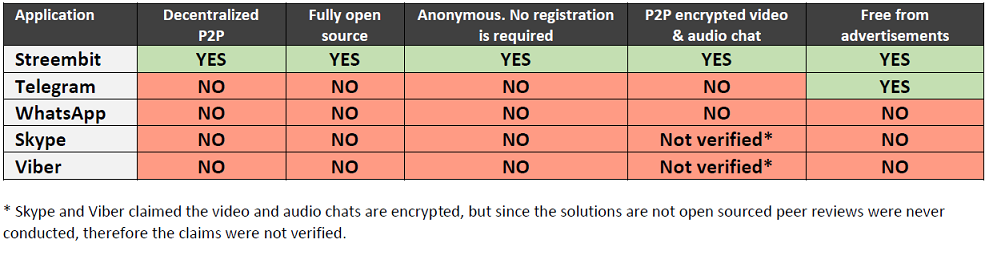 Application Decentralized P2P Fully open source Anonymous. No registration is required P2P encrypted video & audio chat Free from advertisements
Streembit YES YES YES YES YES
Telegram NO NO NO NO YES
WhatsApp NO NO NO NO NO
Skype NO NO NO Not verified* NO
Viber NO NO NO Not verified* NO
* Skype and Viber claimed the video and audio chats are encrypted, but since the solutions are not open sourced peer reviews were never
conducted, therefore the claims were not verified.